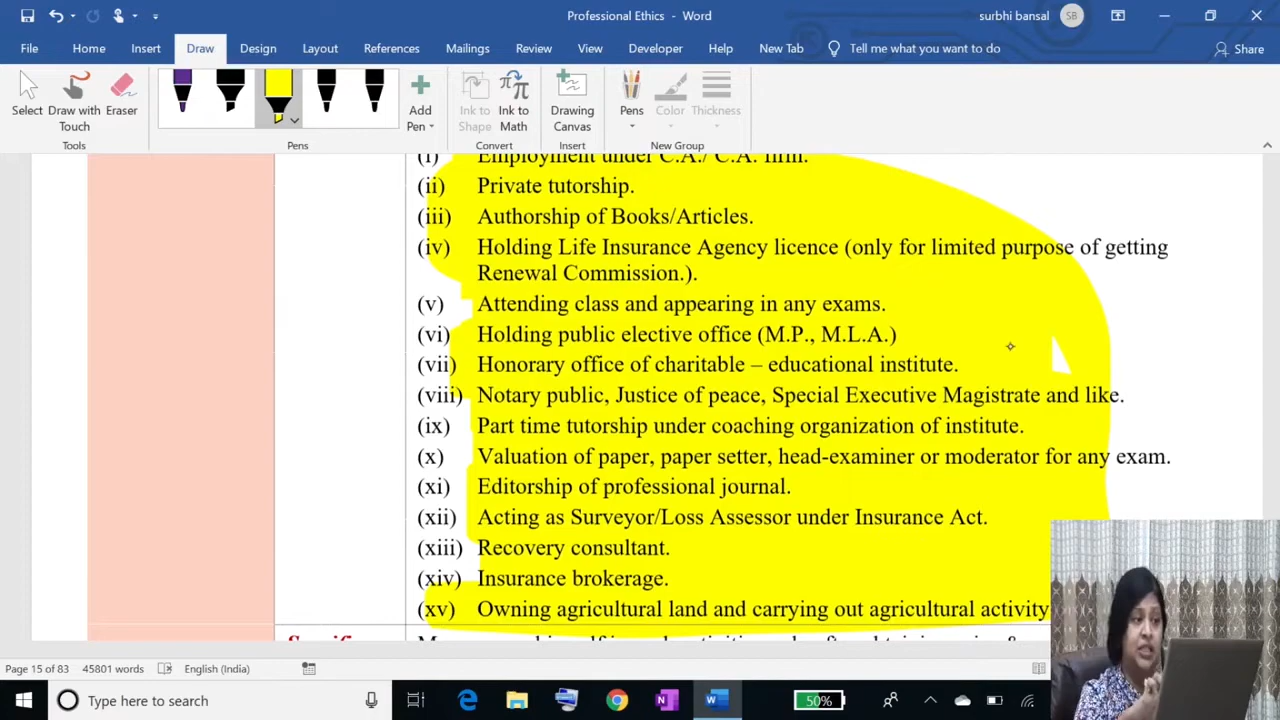 Professional Ethics - Word
surbhi bansal
SB
File
Home
Insert
Draw
Design
Layout
References
Mailings
Review
View
Developer
Help
New Tab
Tell me what you want to do
Share
Select
Draw with Touch
Eraser
Add Pen
Ink to Shape
Ink to Math
Drawing Canvas
Pens
Color
Thickness
Tools
Pens
Convert
Insert
New Group
(i) Employment under C.A./ C.A. firm.
(ii) Private tutorship.
(iii) Authorship of Books/Articles.
(iv) Holding Life Insurance Agency licence (only for limited purpose of getting
Renewal Commission.).
(v) Attending class and appearing in any exams.
(vi) Holding public elective office (M.P., M.L.A.)
(vii) Honorary office of charitable – educational institute.
(viii) Notary public, Justice of peace, Special Executive Magistrate and like.
(ix) Part time tutorship under coaching organization of institute.
(x) Valuation of paper, paper setter, head-examiner or moderator for any exam.
(xi) Editorship of professional journal.
(xii) Acting as Surveyor/Loss Assessor under Insurance Act.
(xiii) Recovery consultant.
(xiv) Insurance brokerage.
(xv) Owning agricultural land and carrying out agricultural activity
Page 15 of 83
45801 words
English (India)
Type here to search
50%